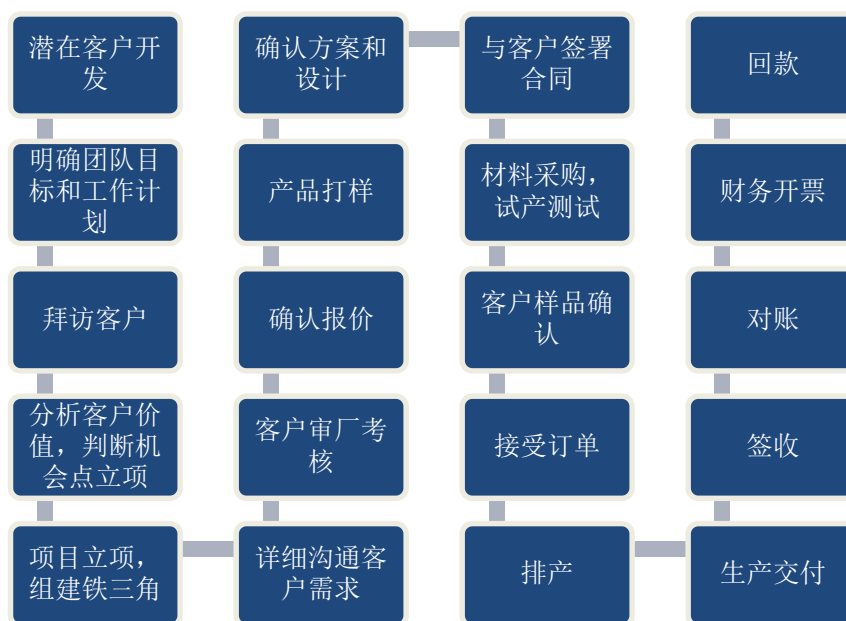 潜在客户开
发
明确团队目
标和工作计
划
拜访客户
分析客户价
值，判断机
会点立项
项目立项，
组建铁三角
详细沟通客
户需求
客户审厂考
核
确认报价
产品打样
确认方案和
设计
与客户签署
合同
材料采购，
试产测试
客户样品确
认
接受订单
排产
生产交付
签收
对账
财务开票
回款